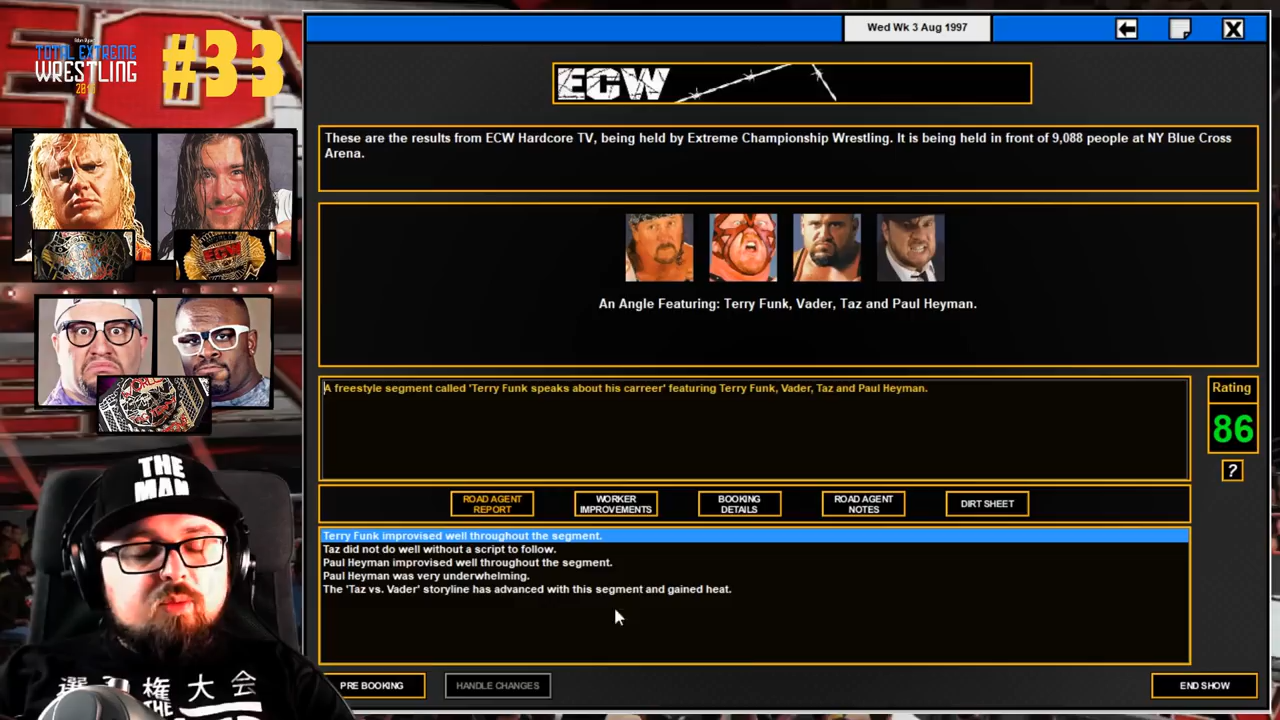 TOTAL EXTREME
WRESTLING
#33
Wed Wk 3 Aug 1997
ECW
These are the results from ECW Hardcore TV, being held by Extreme Championship Wrestling. It is being held in front of 9,088 people at NY Blue Cross
Arena.
An Angle Featuring: Terry Funk, Vader, Taz and Paul Heyman.
A freestyle segment called 'Terry Funk speaks about his carreer' featuring Terry Funk, Vader, Taz and Paul Heyman.
Rating
86
?
ROAD AGENT
REPORT
WORKER
IMPROVEMENTS
BOOKING
DETAILS
ROAD AGENT
NOTES
DIRT SHEET
Terry Funk improvised well throughout the segment.
Taz did not do well without a script to follow.
Paul Heyman improvised well throughout the segment.
Paul Heyman was very underwhelming.
The 'Taz vs. Vader' storyline has advanced with this segment and gained heat.
PRE BOOKING
HANDLE CHANGES
END SHOW
ECW
THE
MAN
選 権 大 会
THE